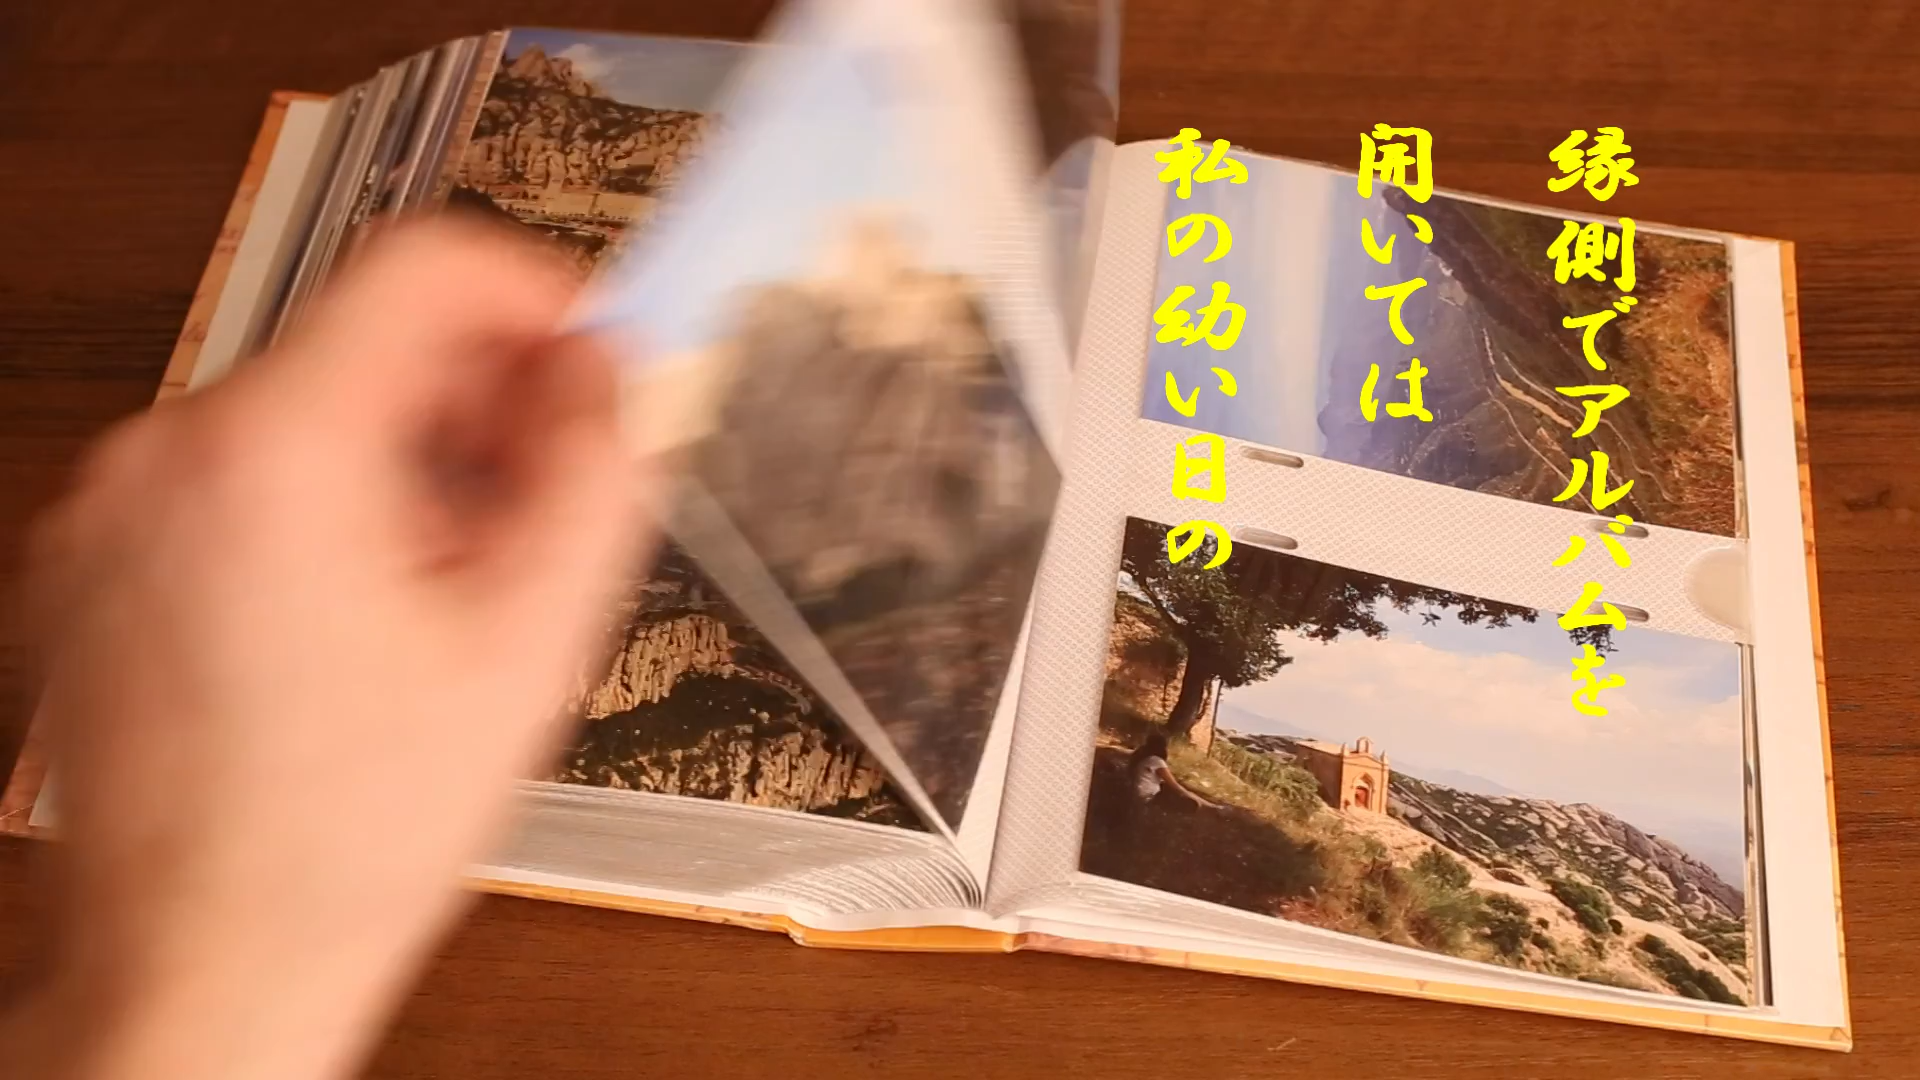 縁側でアルバムを
開いては
私の幼い日の